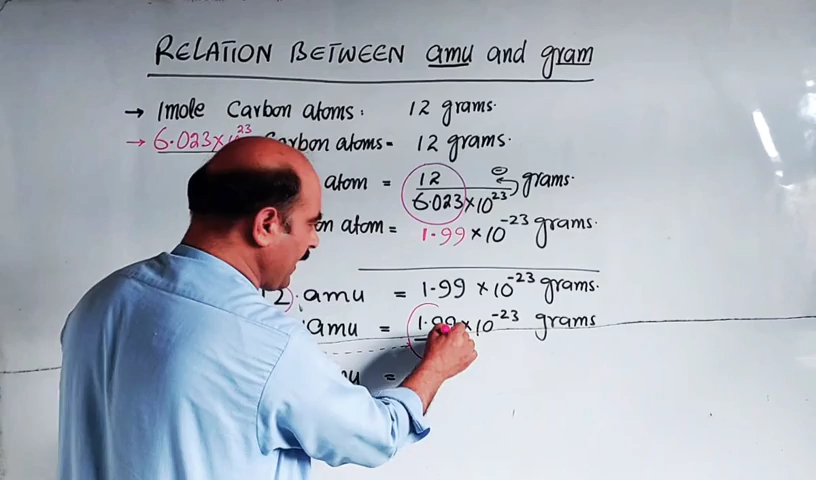 RELATION BETWEEN amu and gram
→ 1mole Carbon atoms: 12 grams.
→ 6.023×10²³ Carbon atoms = 12 grams.
atom = 12 ⊖
6.023×10²³ grams.
atom = 1.99 × 10⁻²³ grams.
amu = 1.99 × 10⁻²³ grams.
amu = 1.99 × 10⁻²³ grams
=